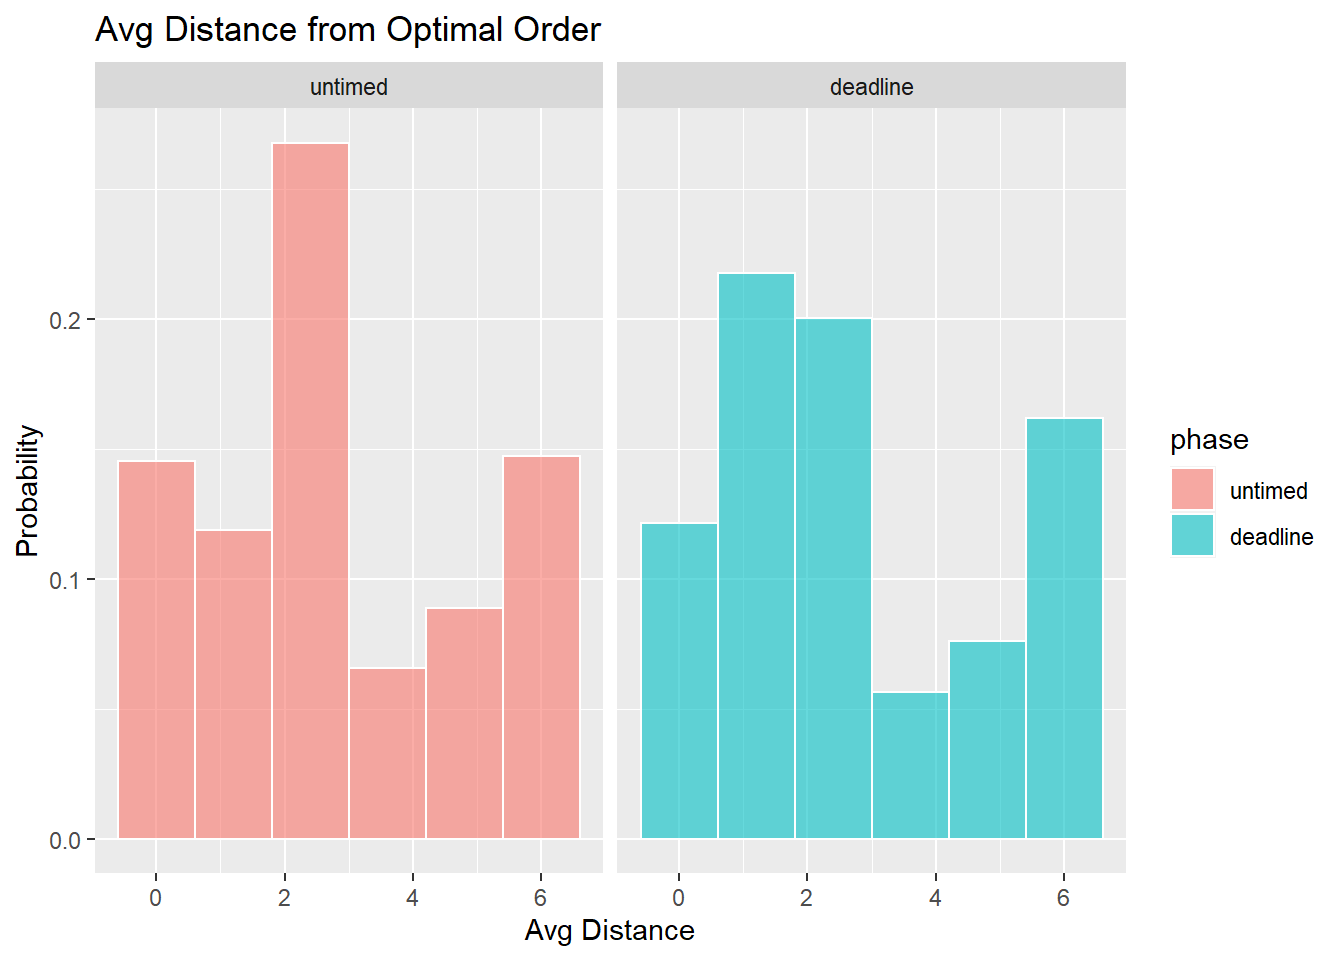 Avg Distance from Optimal Order
untimed
deadline
0.2
0.1
0.0
Probability
0 2 4 6
0 2 4 6
Avg Distance
phase
untimed
deadline